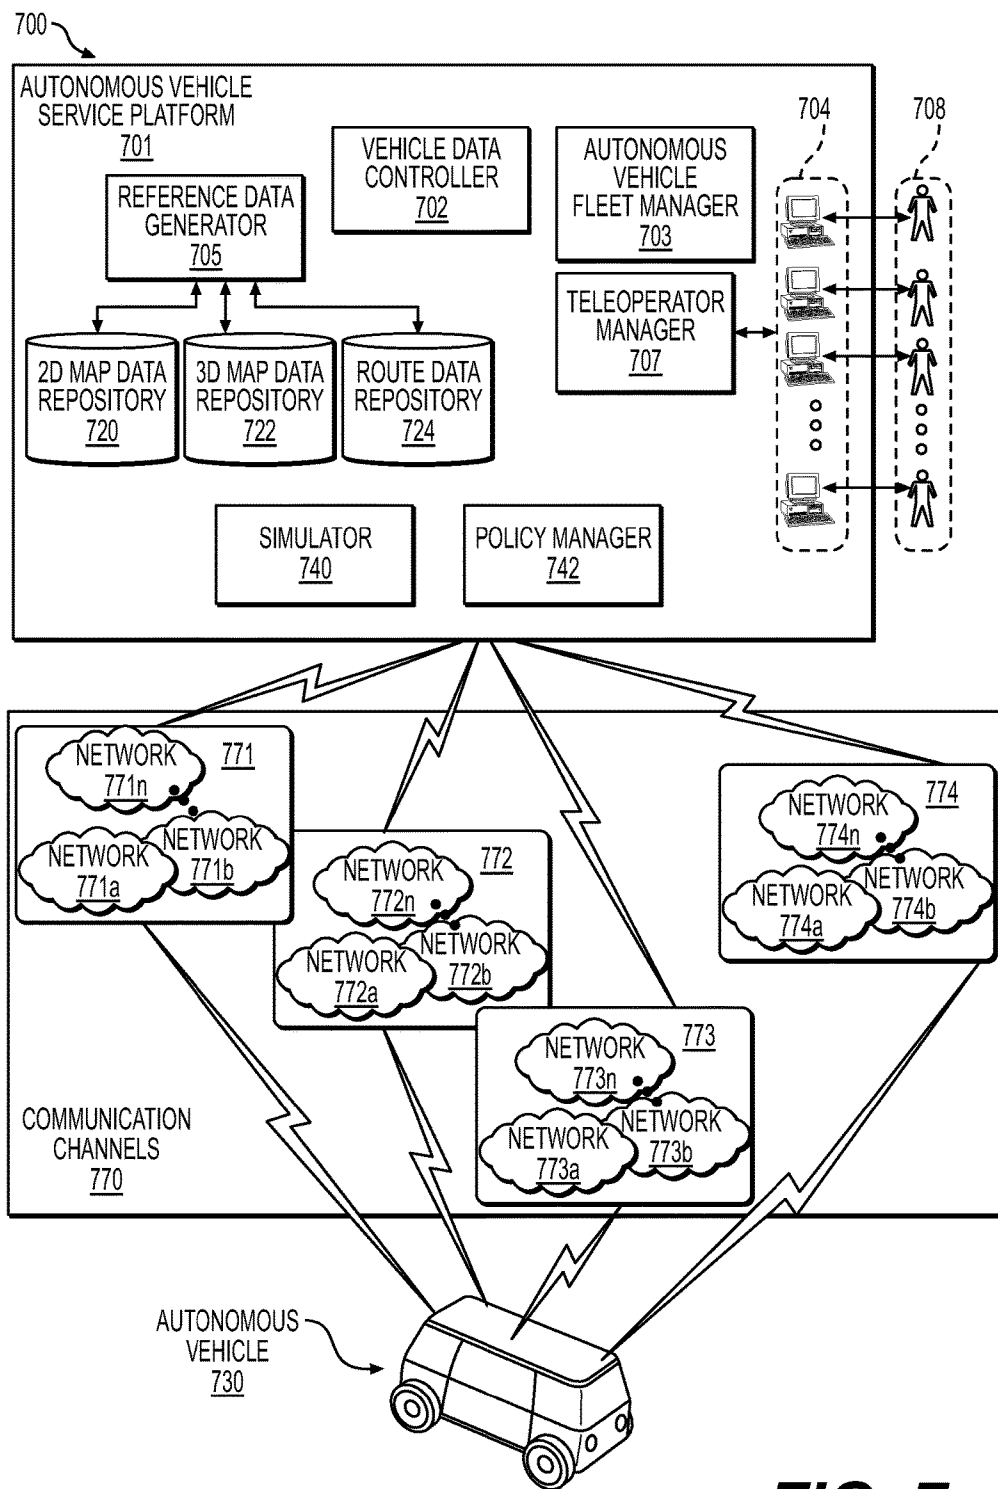 700
AUTONOMOUS VEHICLE
SERVICE PLATFORM
701
VEHICLE DATA
CONTROLLER
702
AUTONOMOUS
VEHICLE
FLEET MANAGER
703
704
708
REFERENCE DATA
GENERATOR
705
TELEOPERATOR
MANAGER
707
2D MAP DATA
REPOSITORY
720
3D MAP DATA
REPOSITORY
722
ROUTE DATA
REPOSITORY
724
SIMULATOR
740
POLICY MANAGER
742
NETWORK
771n
771
NETWORK
771a
NETWORK
771b
NETWORK
772n
772
NETWORK
772a
NETWORK
772b
NETWORK
774n
774
NETWORK
774a
NETWORK
774b
NETWORK
773n
773
NETWORK
773a
NETWORK
773b
COMMUNICATION
CHANNELS
770
AUTONOMOUS
VEHICLE
730